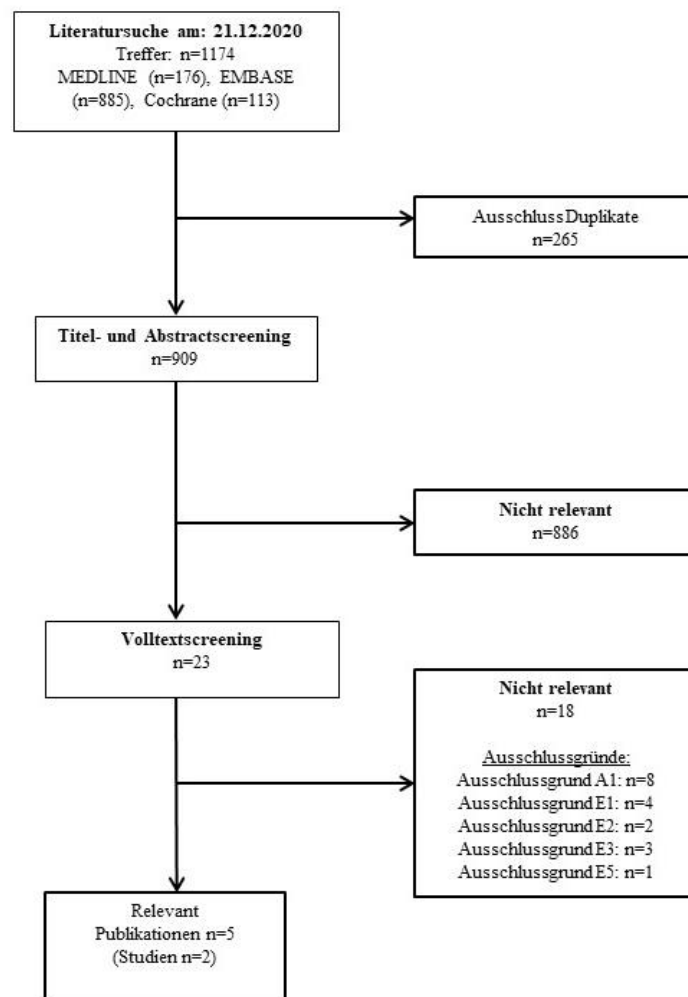 Literatursuche am: 21.12.2020
Treffer: n=1174
MEDLINE (n=176), EMBASE
(n=885), Cochrane (n=113)
Ausschluss Duplikate
n=265
Titel- und Abstractscreening
n=909
Nicht relevant
n=886
Volltextscreening
n=23
Nicht relevant
n=18
Ausschlussgründe:
Ausschlussgrund A1: n=8
Ausschlussgrund E1: n=4
Ausschlussgrund E2: n=2
Ausschlussgrund E3: n=3
Ausschlussgrund E5: n=1
Relevant
Publikationen n=5
(Studien n=2)